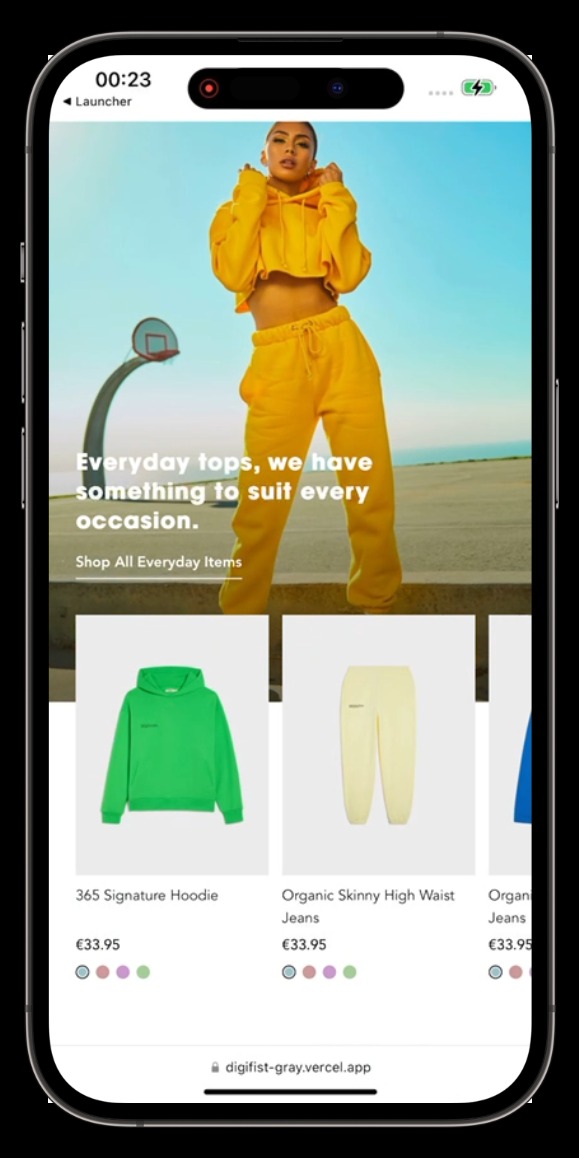 00:23
◀ Launcher
Everyday tops, we have
something to suit every
occasion.
Shop All Everyday Items
365 Signature Hoodie
Organic Skinny High Waist
Jeans
Organi
Jeans
€33.95
€33.95
€33.95
digifist-gray.vercel.app